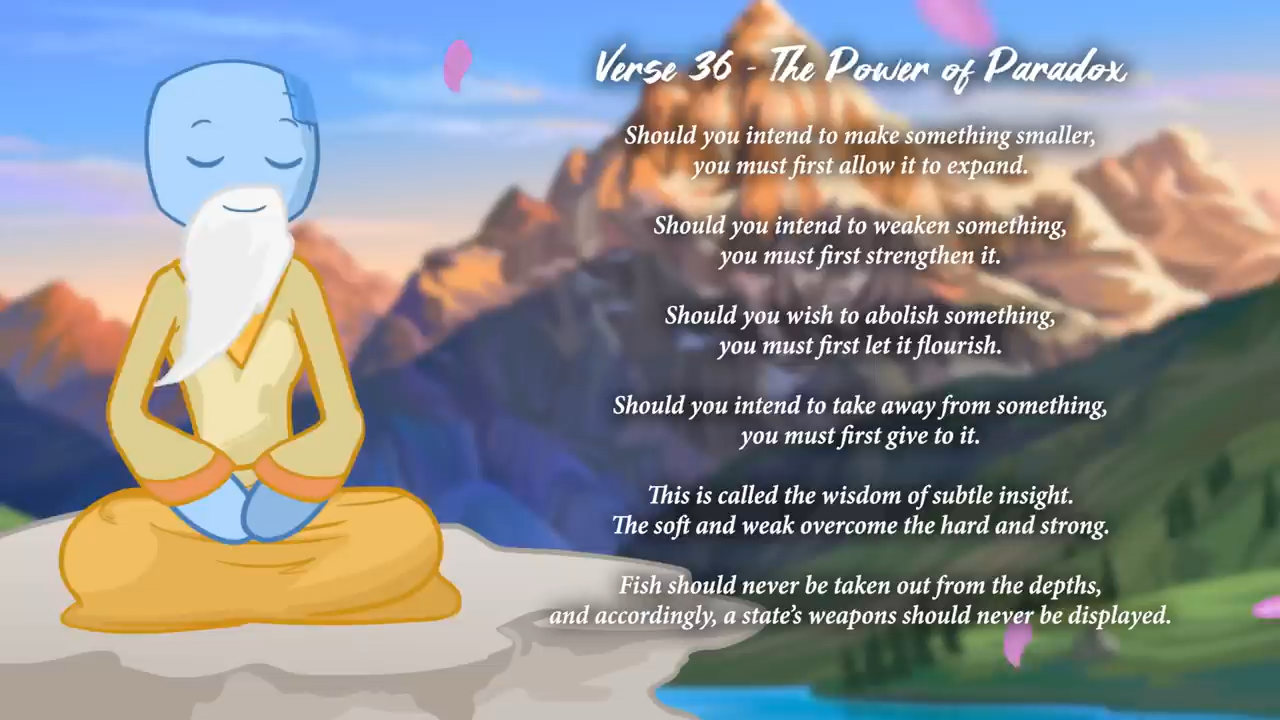 Verse 36 - The Power of Paradox
Should you intend to make something smaller,
you must first allow it to expand.
Should you intend to weaken something,
you must first strengthen it.
Should you wish to abolish something,
you must first let it flourish.
Should you intend to take away from something,
you must first give to it.
This is called the wisdom of subtle insight.
The soft and weak overcome the hard and strong.
Fish should never be taken out from the depths,
and accordingly, a state’s weapons should never be displayed.